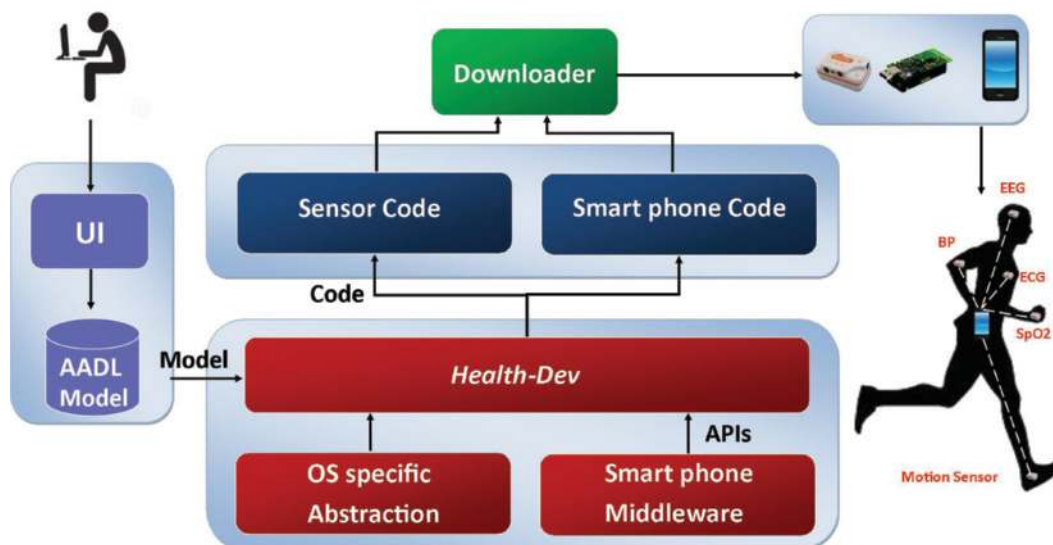 Downloader
EEG
Sensor Code
Smart phone Code
UI
BP
ECG
Code
SpO2
AADL
Model
Model
Health-Dev
APIs
OS specific
Abstraction
Smart phone
Middleware
Motion Sensor